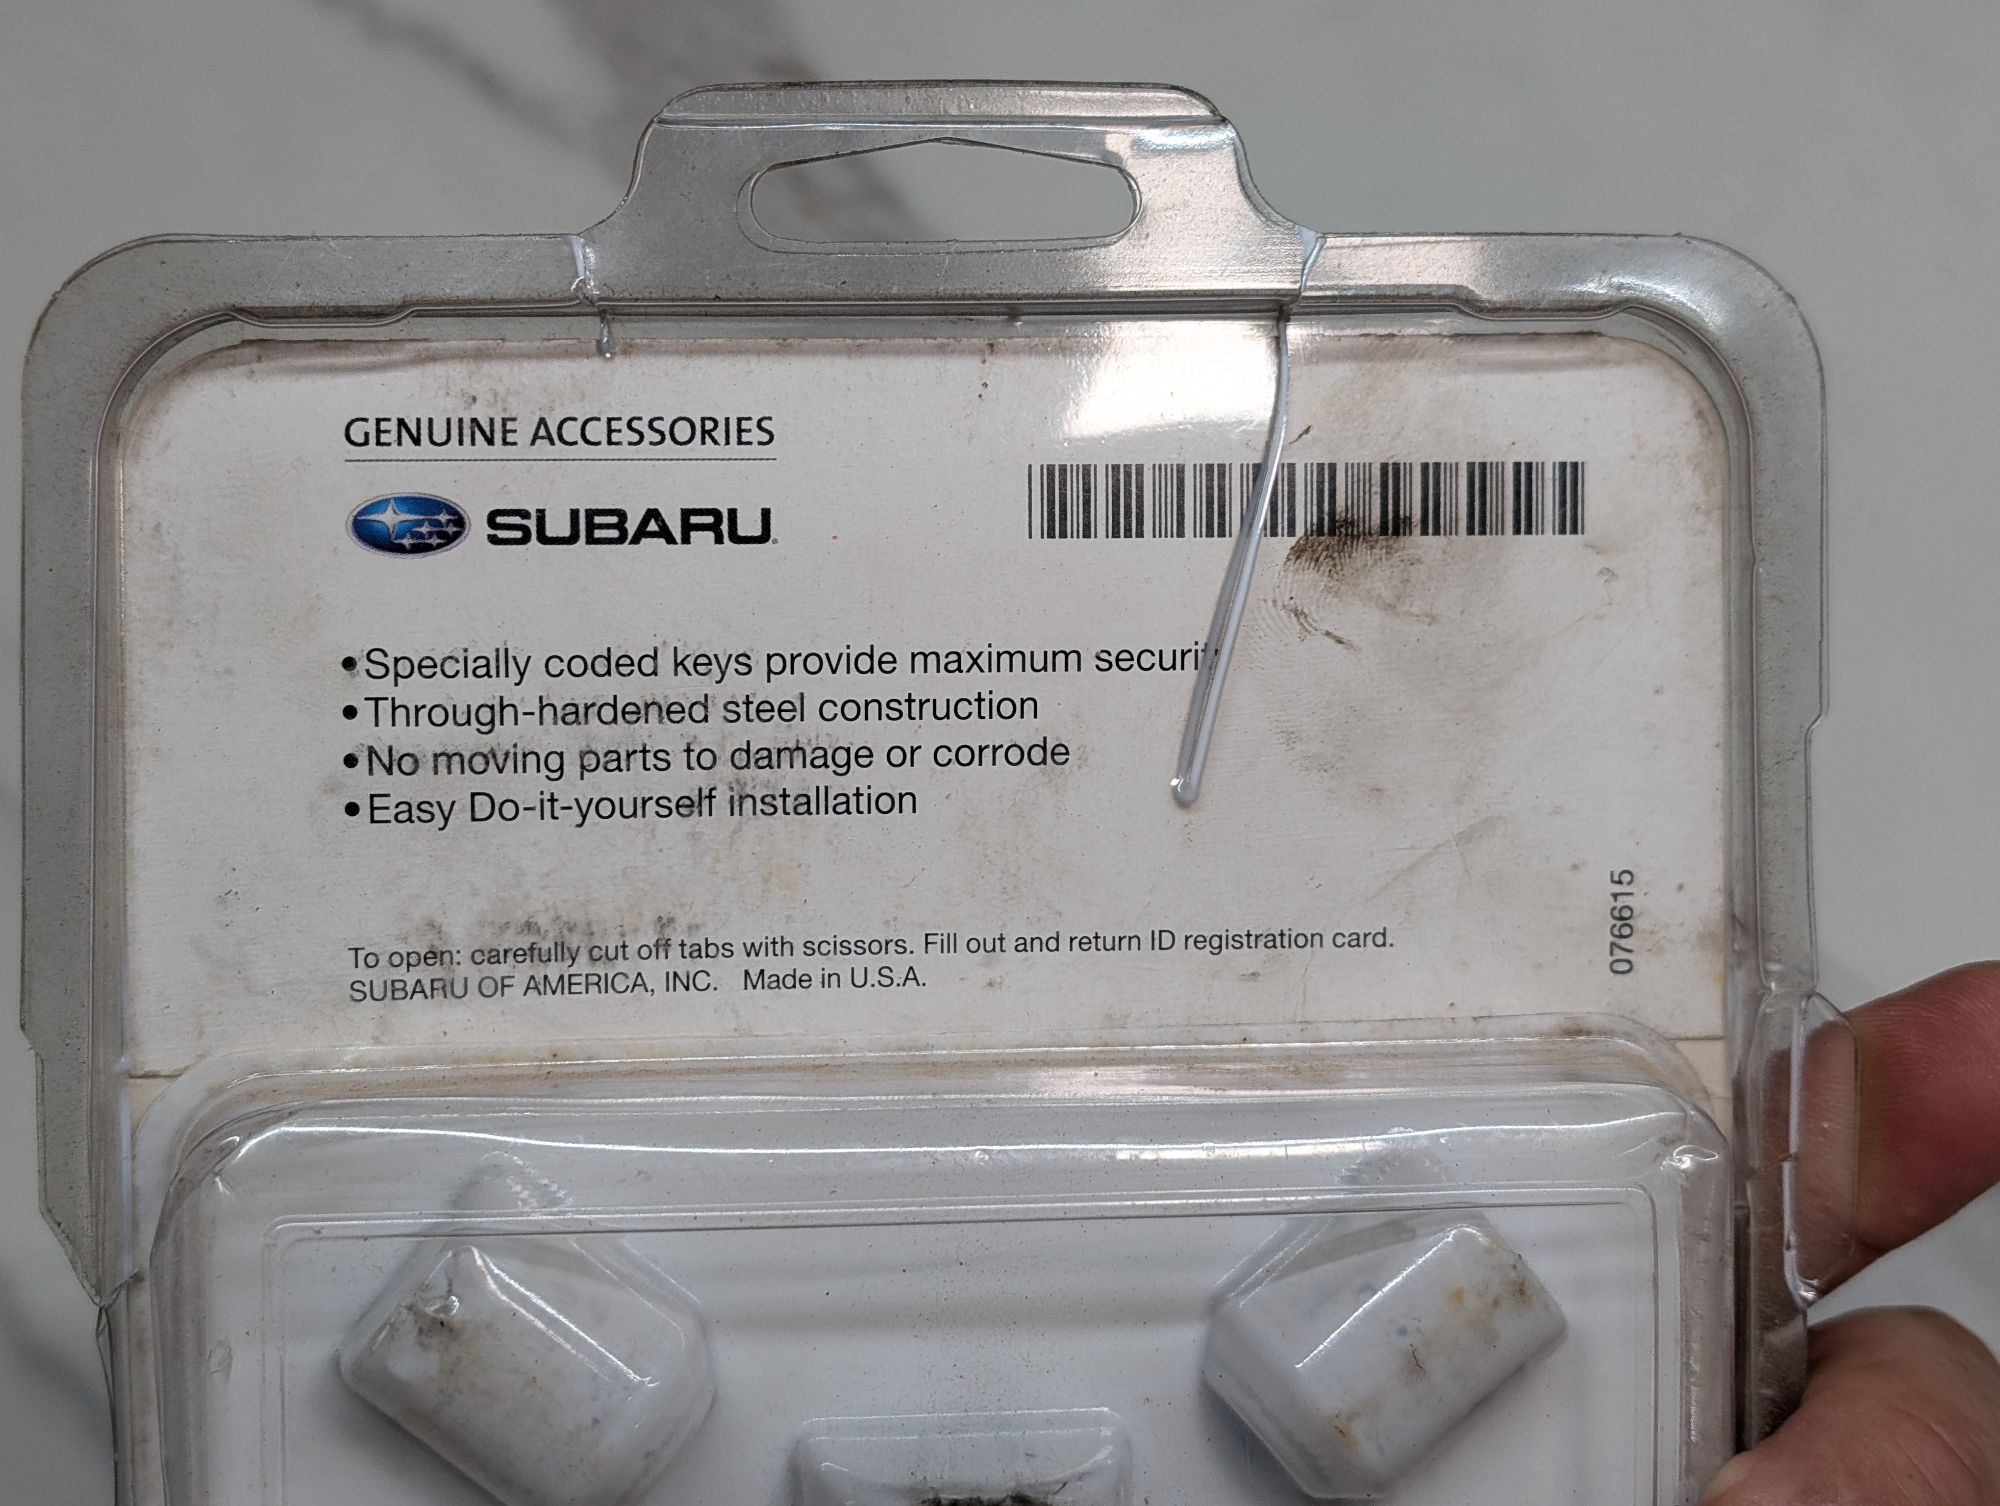 GENUINE ACCESSORIES
SUBARU
•Specially coded keys provide maximum
•Through-hardened steel construction
•No moving parts to damage or corrode
•Easy Do-it-yourself installation
To open: carefully cut off tabs with scissors. Fill out and return ID registration card.
SUBARU OF AMERICA, INC. Made in U.S.A.
076615